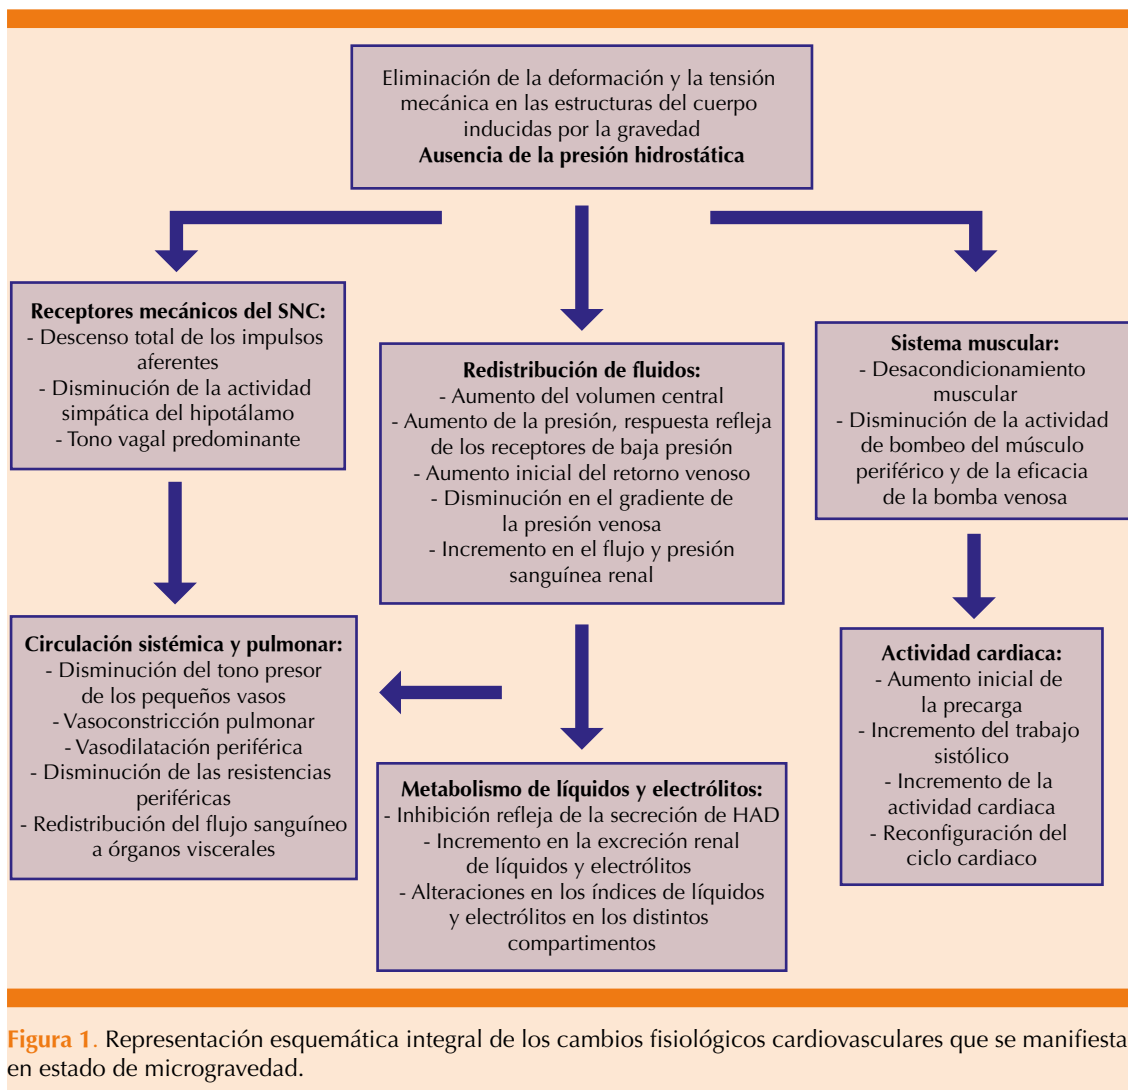 Eliminación de la deformación y la tensión
mecánica en las estructuras del cuerpo
inducidas por la gravedad
Ausencia de la presión hidrostática
Receptores mecánicos del SNC:
- Descenso total de los impulsos
aferentes
- Disminución de la actividad
simpática del hipotálamo
- Tono vagal predominante
Redistribución de fluidos:
- Aumento del volumen central
- Aumento de la presión, respuesta refleja
de los receptores de baja presión
- Aumento inicial del retorno venoso
- Disminución en el gradiente de
la presión venosa
- Incremento en el flujo y presión
sanguínea renal
Sistema muscular:
- Desacondicionamiento
muscular
- Disminución de la actividad
de bombeo del músculo
periférico y de la eficacia
de la bomba venosa
Circulación sistémica y pulmonar:
- Disminución del tono presor
de los pequeños vasos
- Vasoconstricción pulmonar
- Vasodilatación periférica
- Disminución de las resistencias
periféricas
- Redistribución del flujo sanguíneo
a órganos viscerales
Metabolismo de líquidos y electrólitos:
- Inhibición refleja de la secreción de HAD
- Incremento en la excreción renal
de líquidos y electrólitos
- Alteraciones en los índices de líquidos
y electrólitos en los distintos
compartimentos
Actividad cardiaca:
- Aumento inicial de
la precarga
- Incremento del trabajo
sistólico
- Incremento de la
actividad cardiaca
- Reconfiguración del
ciclo cardiaco
Figura 1. Representación esquemática integral de los cambios fisiológicos cardiovasculares que se manifiesta
en estado de microgravedad.